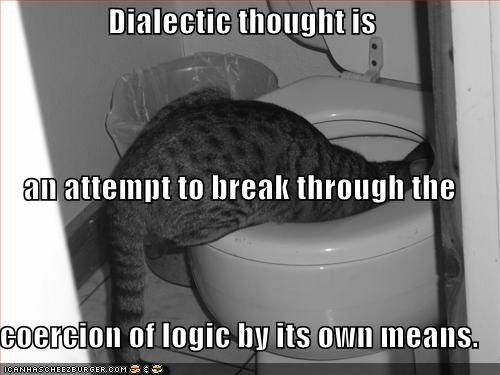 Dialectic thought is
an attempt to break through the
coercion of logic by its own means.
ICANHASCHEEZBURGER.COM